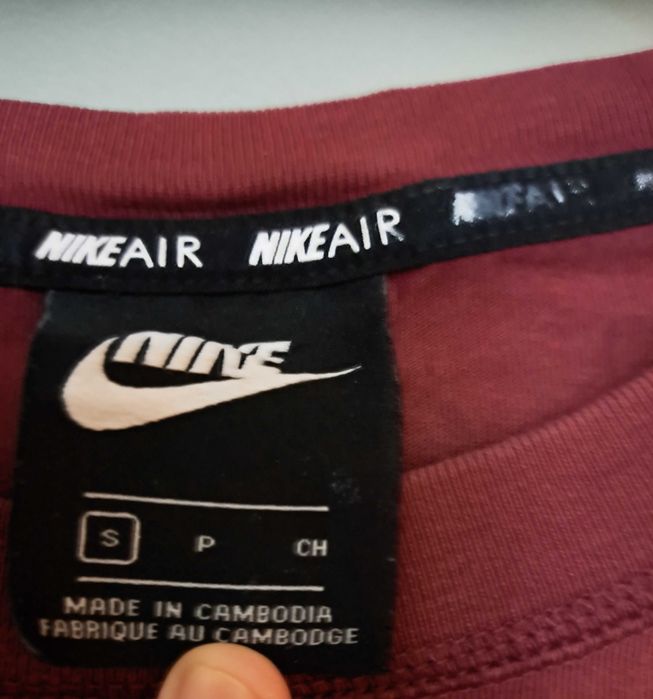 NIKEAIR NIKEAIR
NIKE
S P CH
MADE IN CAMBODIA
FABRIQUE AU CAMBODGE